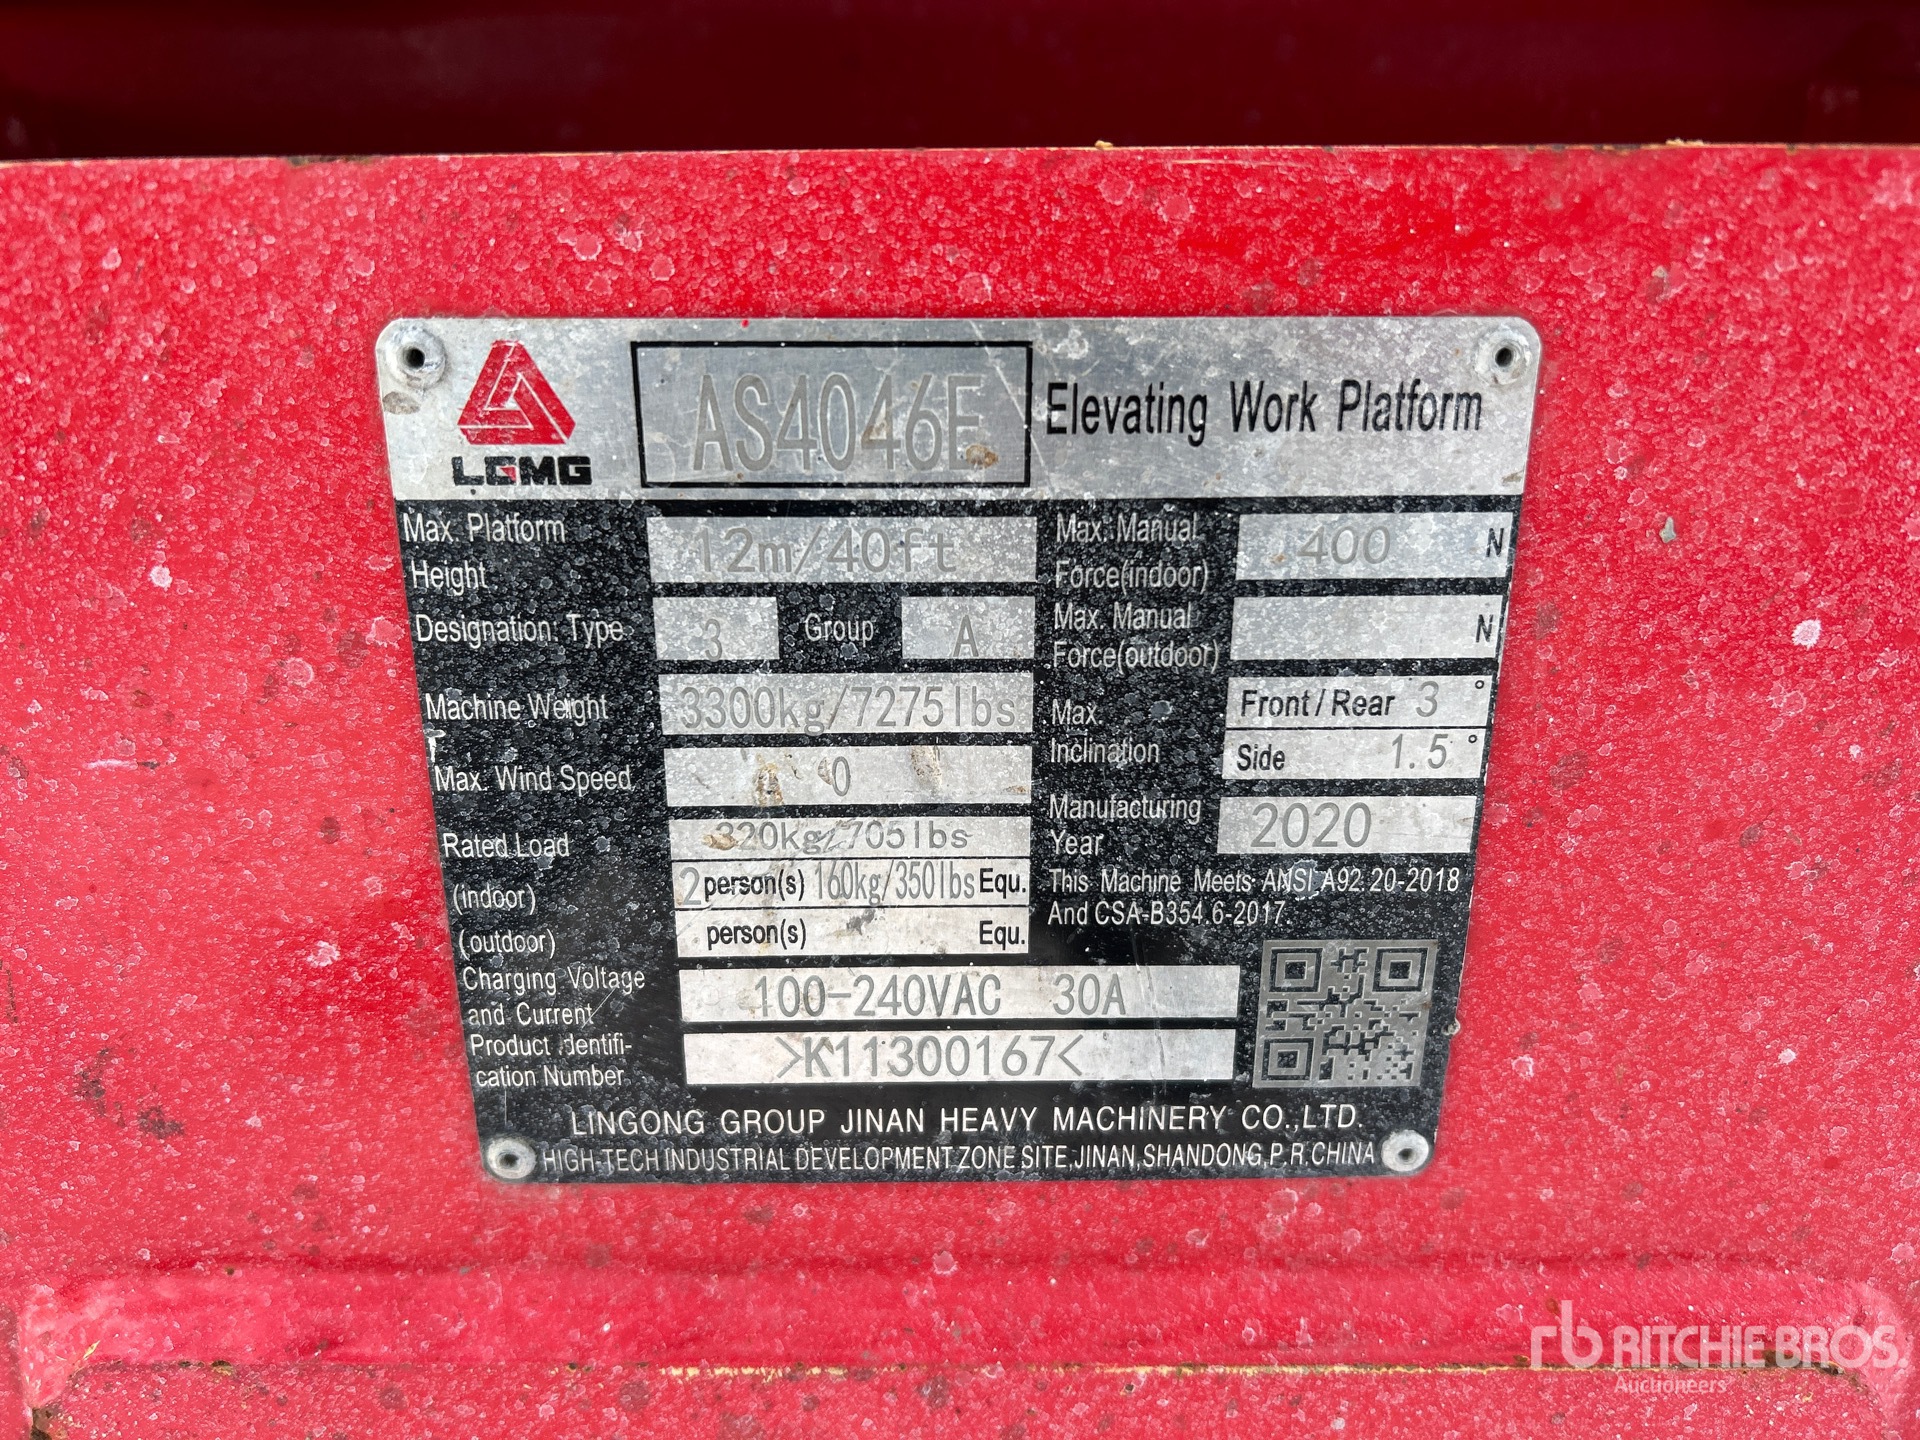 LGMG
AS4046E
Elevating Work Platform
Max. Platform Height
12m/40ft
Max. Manual Force(indoor)
400 N
Designation: Type 3 Group A
Max. Manual Force(outdoor)
N
Machine Weight
3300kg/7275lbs
Max. Inclination
Front/Rear 3°
Side 1.5°
Max. Wind Speed
0
Manufacturing Year
2020
Rated Load
320kg/705lbs
(indoor)
2 person(s) 160kg/350lbs Equ.
(outdoor)
person(s) Equ.
This Machine Meets ANSI A92.20-2018
And CSA-B354.6-2017.
Charging Voltage and Current
100-240VAC 30A
Product Identifi-
cation Number
>K11300167<
LINGONG GROUP JINAN HEAVY MACHINERY CO.,LTD.
HIGH-TECH INDUSTRIAL DEVELOPMENT ZONE SITE,JINAN,SHANDONG,P.R.CHINA
rb RITCHIE BROS.
Auctioneers